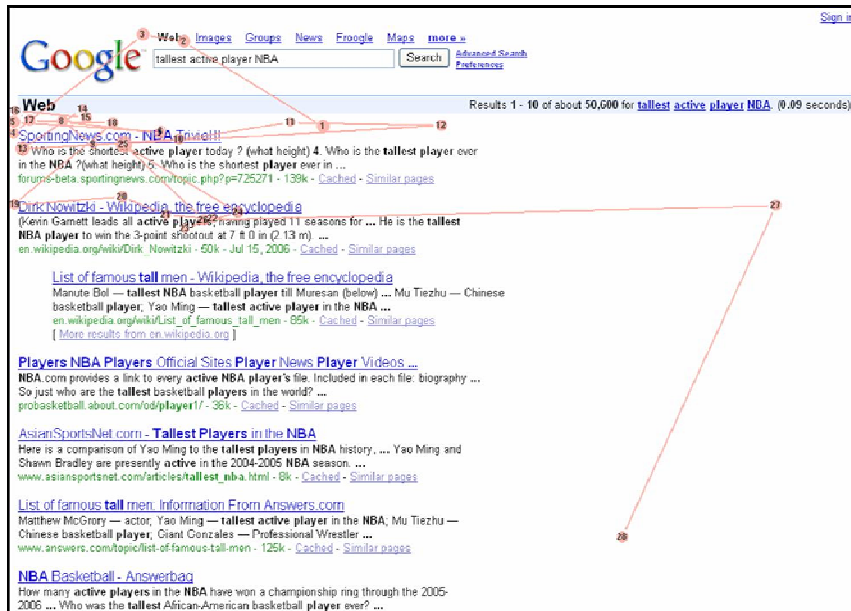 Sign in
Web Images Groups News Froogle Maps more »
Google
tallest active player NBA
Search
Advanced Search
Preferences
Web
Results 1 - 10 of about 50,600 for tallest active player NBA. (0.09 seconds)
SportingNews.com - NBA Trivia!!!
Who is the shortest active player today ? (what height) 4. Who is the tallest player ever
in the NBA ?(what height) 5. Who is the shortest player ever in ...
forums-beta.sportingnews.com/topic.php?p=725271 - 139k - Cached - Similar pages
Dirk Nowitzki - Wikipedia, the free encyclopedia
(Kevin Garnett leads all active players, having played 11 seasons for ... He is the tallest
NBA player to win the 3-point shootout at 7 ft 0 in (2.13 m). ...
en.wikipedia.org/wiki/Dirk_Nowitzki - 50k - Jul 15, 2006 - Cached - Similar pages
List of famous tall men - Wikipedia, the free encyclopedia
Manute Bol — tallest NBA basketball player till Muresan (below) ... Mu Tiezhu — Chinese
basketball player; Yao Ming — tallest active player in the NBA ...
en.wikipedia.org/wiki/List_of_famous_tall_men - 85k - Cached - Similar pages
[ More results from en.wikipedia.org ]
Players NBA Players Official Sites Player News Player Videos ...
NBA.com provides a link to every active NBA player's file. Included in each file: biography ...
So just who are the tallest basketball players in the world? ...
probasketball.about.com/od/player1/ - 36k - Cached - Similar pages
AsianSportsNet.com - Tallest Players in the NBA
Here is a comparison of Yao Ming to the tallest players in NBA history, ... Yao Ming and
Shawn Bradley are presently active in the 2004-2005 NBA season. ...
www.asiansportsnet.com/articles/tallest_nba.html - 8k - Cached - Similar pages
List of famous tall men: Information From Answers.com
Matthew McGrory — actor; Yao Ming — tallest active player in the NBA; Mu Tiezhu —
Chinese basketball player; Giant Gonzales — Professional Wrestler ...
www.answers.com/topic/list-of-famous-tall-men - 125k - Cached - Similar pages
NBA Basketball - Answerbag
How many active players in the NBA have won a championship ring through the 2005-
2006 ... Who was the tallest African-American basketball player ever? ...